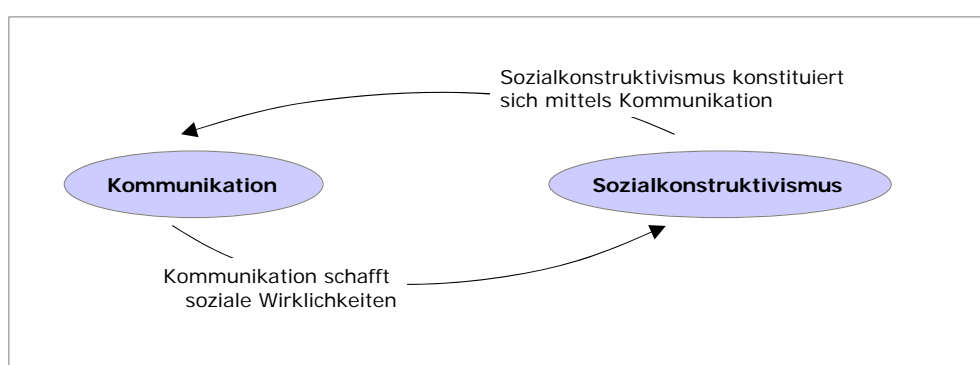 Sozialkonstruktivismus konstituiert
sich mittels Kommunikation
Kommunikation
Sozialkonstruktivismus
Kommunikation schafft
soziale Wirklichkeiten